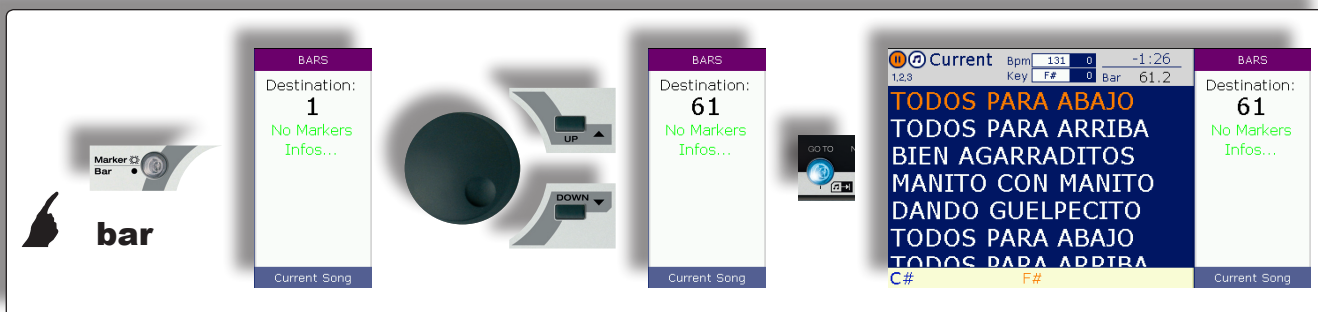 Marker
Bar
bar
BARS
Destination:
1
No Markers
Infos...
Current Song
UP
DOWN
BARS
Destination:
61
No Markers
Infos...
Current Song
GO TO
Current Bpm 131 0 -1:26
1,2,3 Key F# 0 Bar 61.2
TODOS PARA ABAJO
TODOS PARA ARRIBA
BIEN AGARRADITOS
MANITO CON MANITO
DANDO GUELPECITO
TODOS PARA ABAJO
TODOS PARA ARRIBA
C# F#
BARS
Destination:
61
No Markers
Infos...
Current Song